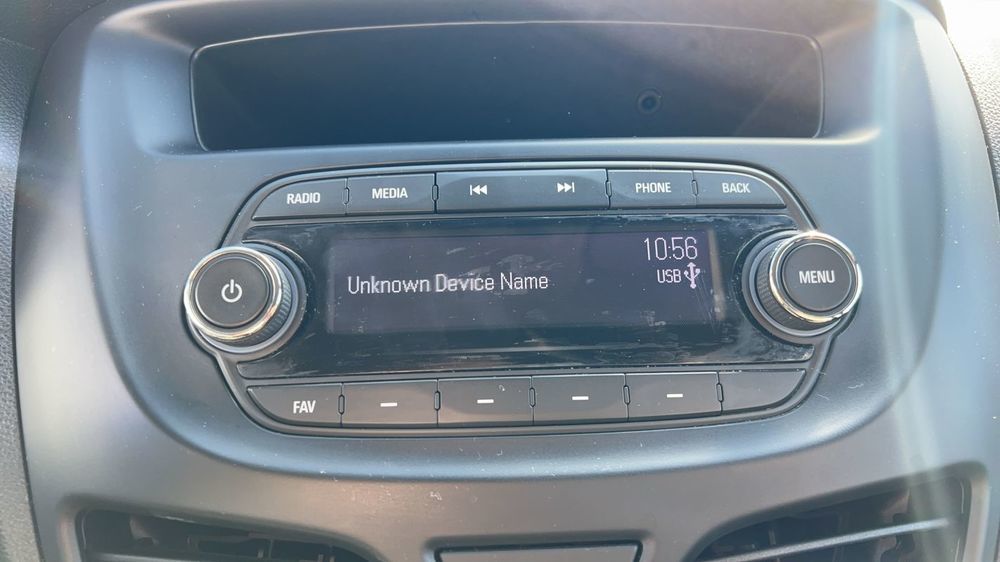 RADIO
MEDIA
PHONE
BACK
10:56
Unknown Device Name
USB
MENU
FAV